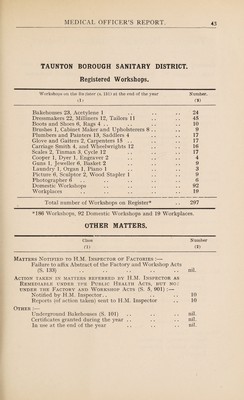 MEDICAL OFFICER'S REPORT. 43
TAUNTON BOROUGH SANITARY DISTRICT.
Registered Workshops.
Workshops on the Register (s. 131) at the end of the year Number.
(1) (2)
Bakehouses 23, Acetylene 1 .. .. .. 24
Dressmakers 22, Milliners 12, Tailors 11 .. .. 45
Boots and Shoes 6, Rags 4 .. .. .. .. 10
Brushes 1, Cabinet Maker and Upholsterers 8 .. .. 9
Plumbers and Painters 13, Saddlers 4 .. .. 17
Glove and Gaiters 2, Carpenters 15 .. .. .. 17
Carriage Smith 4, and Wheelwrights 12 .. .. 16
Scales 2, Tinman 3, Cycle 12 .. .. .. 17
Cooper 1, Dyer 1, Engraver 2 .. .. .. 4
Guns 1, Jeweller 6, Basket 2 .. .. .. 9
Laundry 1, Organ 1, Piano 1 .. .. .. 3
Picture 6, Sculptor 2, Wood Stapler 1 .. .. 9
Photographer 6 .. .. .. .. .. 6
Domestic Workshops .. .. .. .. 92
Workplaces .. .. .. .. .. 19
Total number of Workshops on Register* .. .. 297
*186 Workshops, 92 Domestic Workshops and 19 Workplaces.
OTHER MATTERS.
Class Number
(1) (2)
MATTERS NOTIFIED TO H.M. INSPECTOR OF FACTORIES :—
Failure to affix Abstract of the Factory and Workshop Acts
(S. 133) .. .. .. .. .. nil.
ACTION TAKEN IN MATTERS REFERRED BY H.M. INSPECTOR AS
REMEDIABLE UNDER THE PUBLIC HEALTH ACTS, BUT NOT
UNDER THE FACTORY AND WORKSHOP ACTS (S. 5, 901) :—
Notified by H.M. Inspector.. .. .. .. 10
Reports (of action taken) sent to H.M. Inspector .. 10
OTHER :—
Underground Bakehouses (S. 101) .. .. nil.
Certificates granted during the year .. .. .. nil.
In use at the end of the year .. .. .. nil.